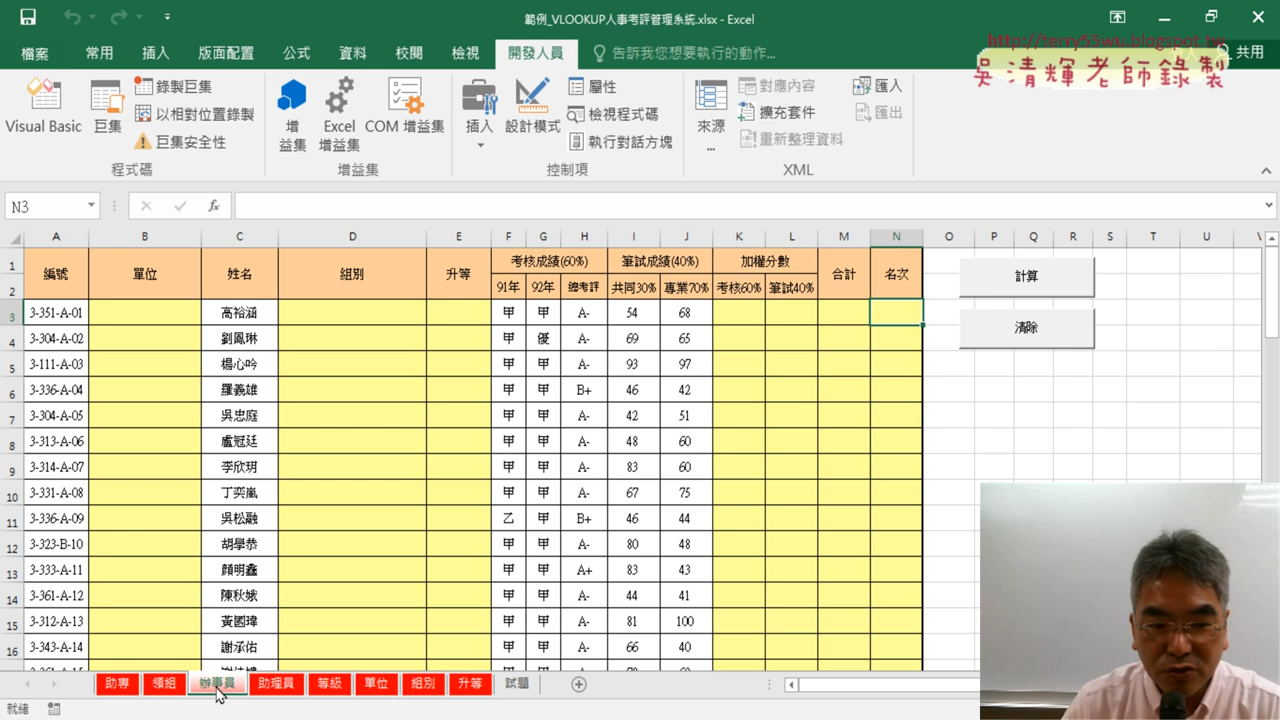 範例_VLOOKUP人事考評管理系統.xlsx - Excel
http://terry55wu.blogspot.tw
吳清輝老師錄製
檔案 常用 插入 版面配置 公式 資料 校閱 檢視 開發人員 告訴我您想要執行的動作... 共用
Visual Basic 巨集 錄製巨集 以相對位置錄製 巨集安全性
增益集 Excel 增益集 COM 增益集
插入 設計模式 屬性 檢視程式碼 執行對話方塊
來源... 對應內容 擴充套件 重新整理資料 匯入 匯出
程式碼 增益集 控制項 XML
N3 fx
A B C D E F G H I J K L M N O P Q R S T U V
1 編號 單位 姓名 組別 升等 考核成績(60%) 筆試成績(40%) 加權分數 合計 名次 計算
2 91年 92年 總考評 共同30% 專業70% 考核60% 筆試40%
3 3-351-A-01 高裕涵 甲 甲 A- 54 68 清除
4 3-304-A-02 劉鳳琳 甲 優 A- 69 65
5 3-111-A-03 楊心吟 甲 甲 A- 93 97
6 3-336-A-04 羅義雄 甲 甲 B+ 46 42
7 3-304-A-05 吳忠庭 甲 甲 A- 42 51
8 3-313-A-06 盧冠廷 甲 甲 A- 48 60
9 3-314-A-07 李欣玥 甲 甲 A- 83 60
10 3-331-A-08 丁奕嵐 甲 甲 A- 67 75
11 3-336-A-09 吳松融 乙 甲 B+ 46 44
12 3-323-B-10 胡學恭 甲 甲 A- 80 48
13 3-333-A-11 顏明鑫 甲 甲 A+ 83 43
14 3-361-A-12 陳秋娥 甲 甲 A- 44 41
15 3-312-A-13 黃國瑋 甲 甲 A- 81 100
16 3-343-A-14 謝承佑 甲 甲 A- 66 40
助專 領組 辦事員 助理員 等級 單位 組別 升等 試題
就緒